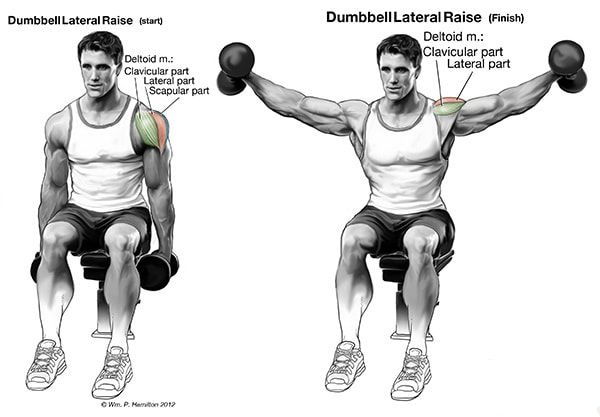 Dumbbell Lateral Raise (start)
Deltoid m.:
Clavicular part
Lateral part
Scapular part
Dumbbell Lateral Raise (Finish)
Deltoid m.:
Clavicular part
Lateral part
© Wm. P. Hamilton 2012